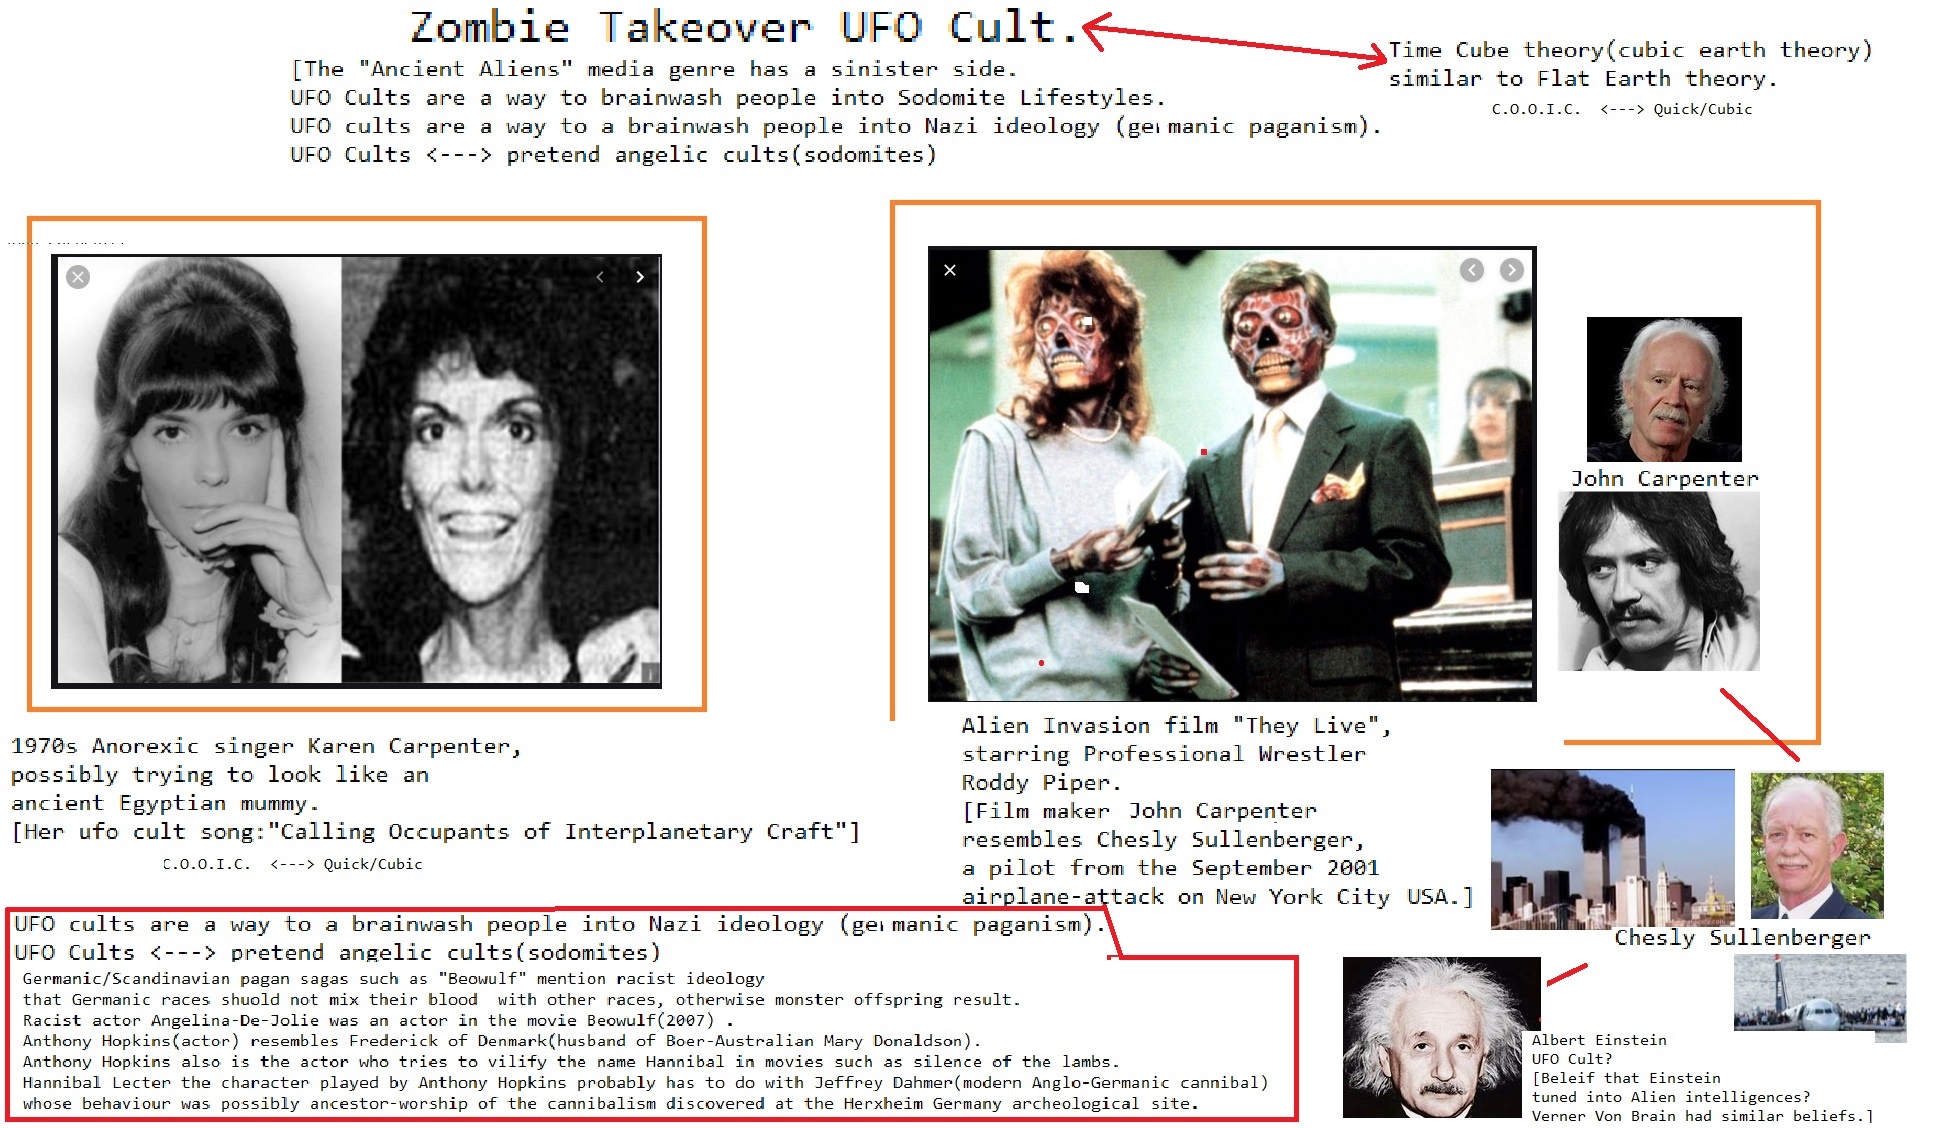 Zombie Takeover UFO Cult.
[The "Ancient Aliens" media genre has a sinister side.
UFO Cults are a way to brainwash people into Sodomite Lifestyles.
UFO cults are a way to a brainwash people into Nazi ideology (germanic paganism).
UFO Cults <---> pretend angelic cults(sodomites)
Time Cube theory(cubic earth theory)
similar to Flat Earth theory.
C.O.O.I.C. <---> Quick/Cubic
1970s Anorexic singer Karen Carpenter,
possibly trying to look like an
ancient Egyptian mummy.
[Her ufo cult song:"Calling Occupants of Interplanetary Craft"]
C.O.O.I.C. <---> Quick/Cubic
John Carpenter
Alien Invasion film "They Live",
starring Professional Wrestler
Roddy Piper.
[Film maker John Carpenter
resembles Chesly Sullenberger,
a pilot from the September 2001
airplane-attack on New York City USA.]
Chesly Sullenberger
UFO cults are a way to a brainwash people into Nazi ideology (germanic paganism).
UFO Cults <---> pretend angelic cults(sodomites)
Germanic/Scandinavian pagan sagas such as "Beowulf" mention racist ideology
that Germanic races shuold not mix their blood with other races, otherwise monster offspring result.
Racist actor Angelina-De-Jolie was an actor in the movie Beowulf(2007) .
Anthony Hopkins(actor) resembles Frederick of Denmark(husband of Boer-Australian Mary Donaldson).
Anthony Hopkins also is the actor who tries to vilify the name Hannibal in movies such as silence of the lambs.
Hannibal Lecter the character played by Anthony Hopkins probably has to do with Jeffrey Dahmer(modern Anglo-Germanic cannibal)
whose behaviour was possibly ancestor-worship of the cannibalism discovered at the Herxheim Germany archeological site.
Albert Einstein
UFO Cult?
[Beleif that Einstein
tuned into Alien intelligences?
Verner Von Brain had similar beliefs.]